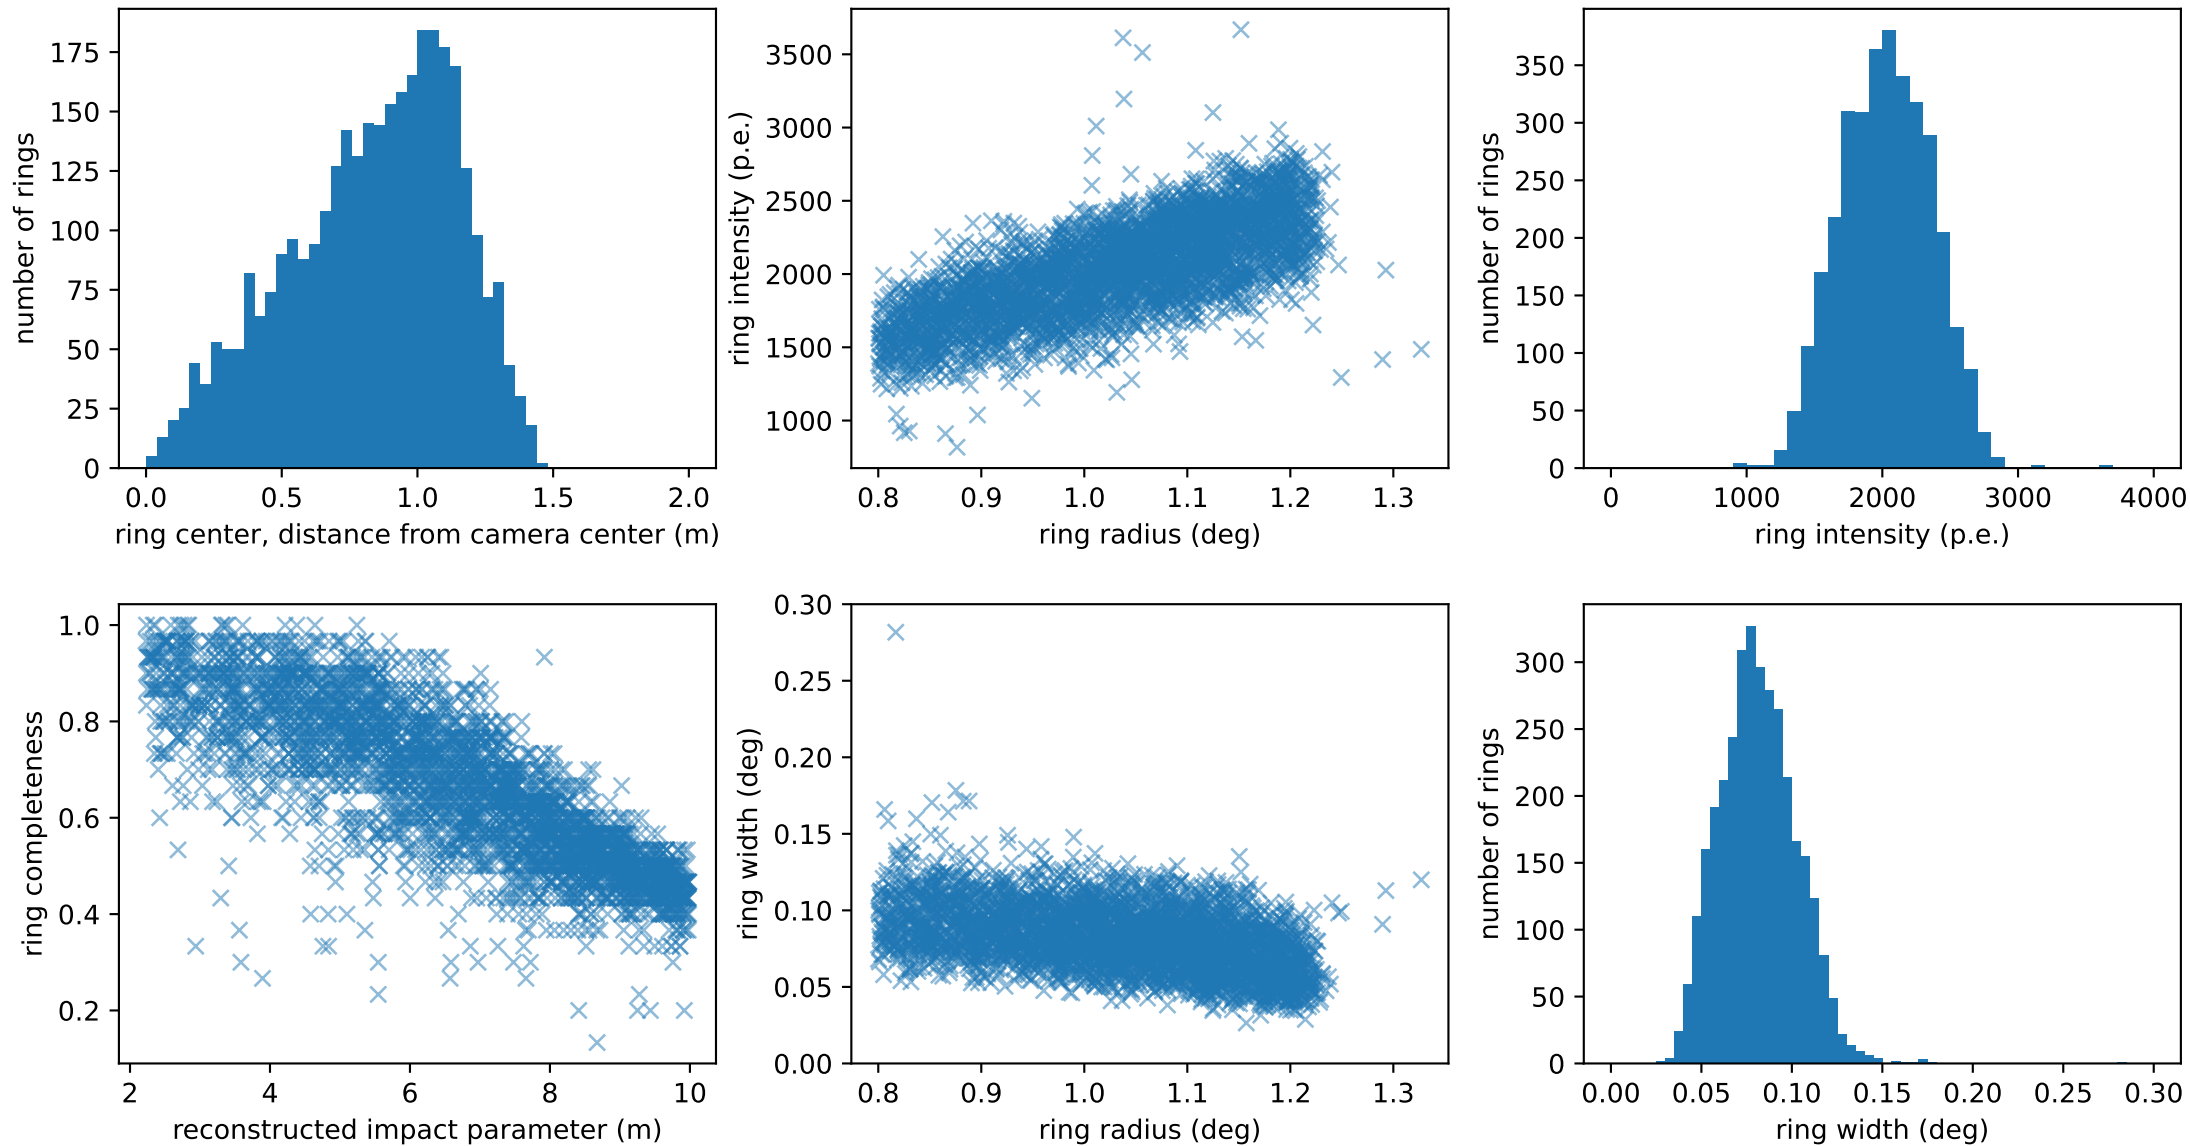 number of rings
175
150
125
100
75
50
25
0
0.0 0.5 1.0 1.5 2.0
ring center, distance from camera center (m)
ring intensity (p.e.)
3500
3000
2500
2000
1500
1000
0.8 0.9 1.0 1.1 1.2 1.3
ring radius (deg)
number of rings
350
300
250
200
150
100
50
0
0 1000 2000 3000 4000
ring intensity (p.e.)
ring completeness
1.0
0.8
0.6
0.4
0.2
2 4 6 8 10
reconstructed impact parameter (m)
ring width (deg)
0.30
0.25
0.20
0.15
0.10
0.05
0.00
0.8 0.9 1.0 1.1 1.2 1.3
ring radius (deg)
number of rings
300
250
200
150
100
50
0
0.00 0.05 0.10 0.15 0.20 0.25 0.30
ring width (deg)